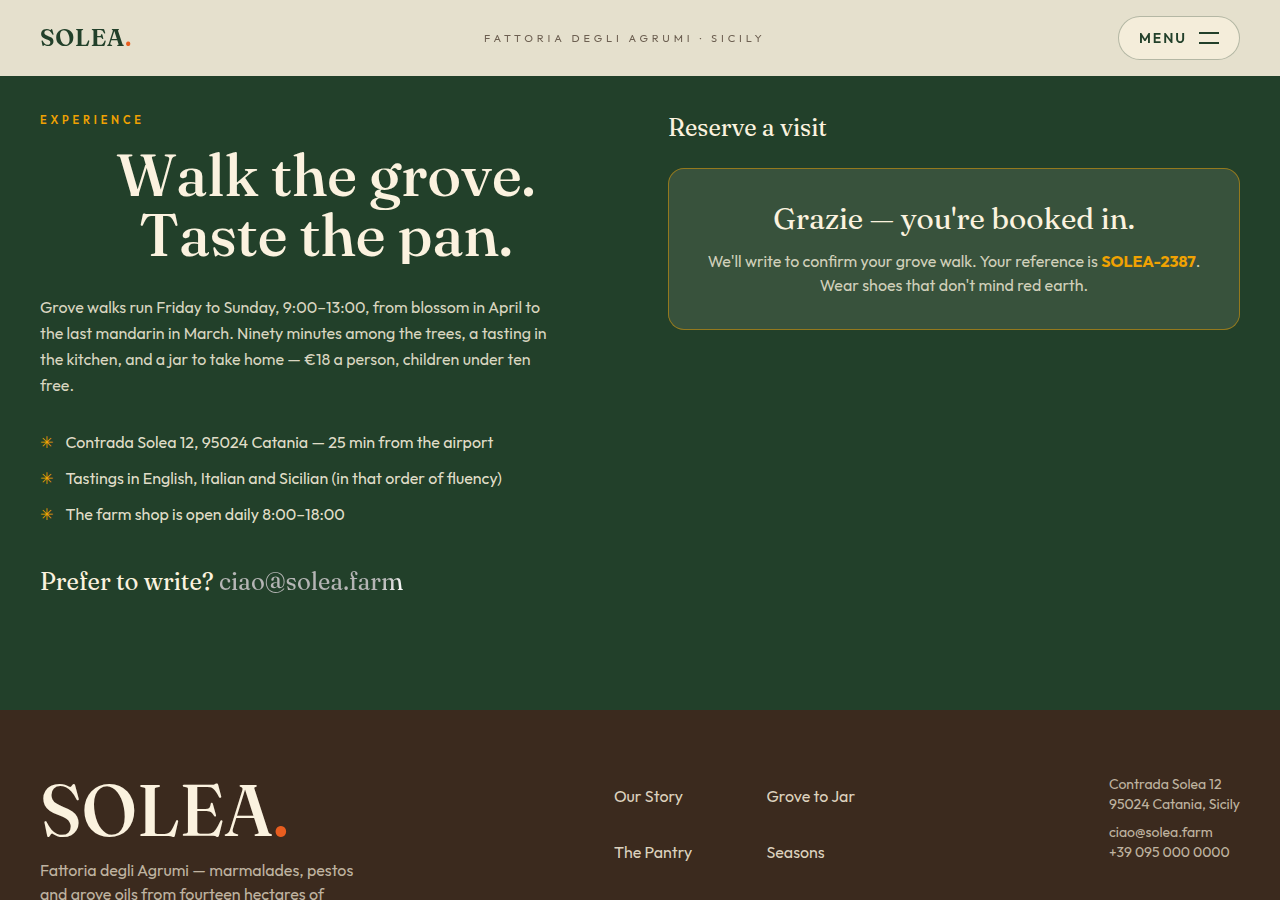 SOLEA.
FATTORIA DEGLI AGRUMI · SICILY
MENU
EXPERIENCE
Walk the grove.
Taste the pan.
Grove walks run Friday to Sunday, 9:00–13:00, from blossom in April to
the last mandarin in March. Ninety minutes among the trees, a tasting in
the kitchen, and a jar to take home — €18 a person, children under ten
free.
✳ Contrada Solea 12, 95024 Catania — 25 min from the airport
✳ Tastings in English, Italian and Sicilian (in that order of fluency)
✳ The farm shop is open daily 8:00–18:00
Prefer to write? ciao@solea.farm
Reserve a visit
Grazie — you're booked in.
We'll write to confirm your grove walk. Your reference is SOLEA-2387.
Wear shoes that don't mind red earth.
SOLEA.
Fattoria degli Agrumi — marmalades, pestos
and grove oils from fourteen hectares of
Our Story
Grove to Jar
The Pantry
Seasons
Contrada Solea 12
95024 Catania, Sicily
ciao@solea.farm
+39 095 000 0000